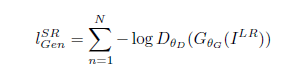 l_{Gen}^{SR} = \sum_{n=1}^{N} -\log D_{\theta_D}(G_{\theta_G}(I^{LR}))